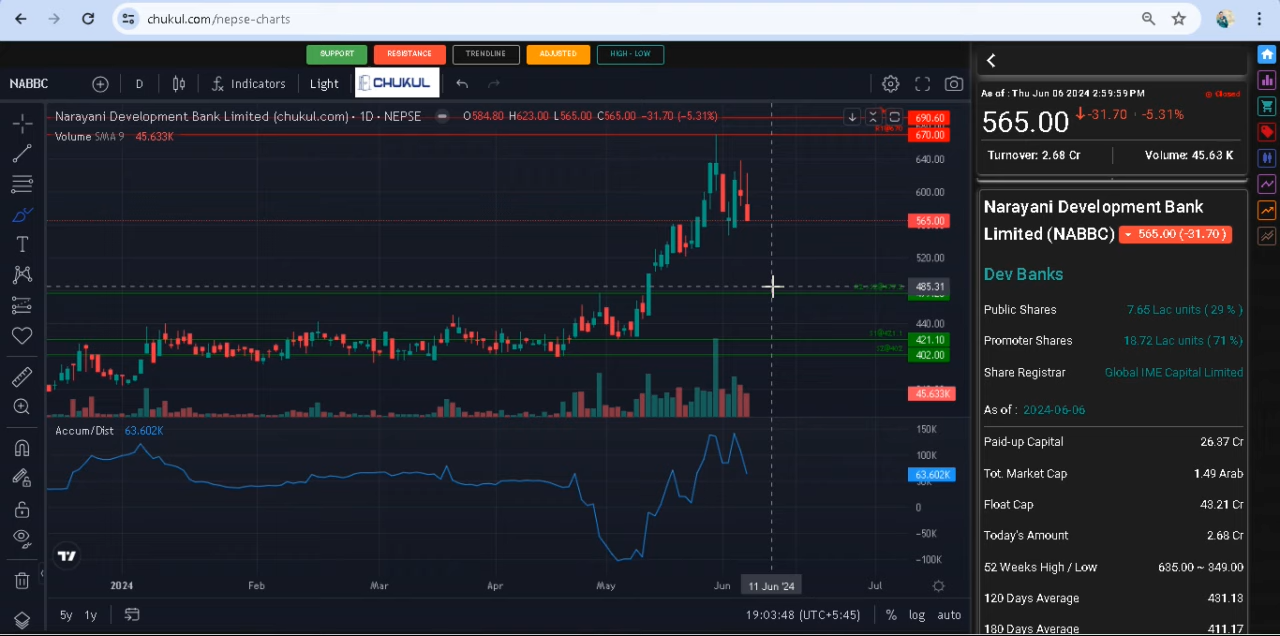 chukul.com/nepse-charts
SUPPORT RESISTANCE TRENDLINE ADJUSTED HIGH - LOW
NABBC D Indicators Light CHUKUL
Narayani Development Bank Limited (chukul.com) · 1D · NEPSE O584.80 H623.00 L565.00 C565.00 -31.70 (-5.31%)
Volume SMA 9 45.633K
690.60
R1@670
670.00
640.00
600.00
565.00
520.00
485.31
440.00
421.10
402.00
45.633K
Accum/Dist 63.602K
150K
100K
63.602K
0
-50K
-100K
2024 Feb Mar Apr May Jun 11 Jun '24 Jul
5y 1y 19:03:48 (UTC+5:45) % log auto
As of : Thu Jun 06 2024 2:59:59 PM Closed
565.00 -31.70 · -5.31%
Turnover: 2.68 Cr Volume: 45.63 K
Narayani Development Bank
Limited (NABBC) 565.00 (-31.70 )
Dev Banks
Public Shares 7.65 Lac units ( 29 % )
Promoter Shares 18.72 Lac units ( 71 %)
Share Registrar Global IME Capital Limited
As of : 2024-06-06
Paid-up Capital 26.37 Cr
Tot. Market Cap 1.49 Arab
Float Cap 43.21 Cr
Today's Amount 2.68 Cr
52 Weeks High / Low 635.00 ~ 349.00
120 Days Average 431.13
180 Days Average 411.17